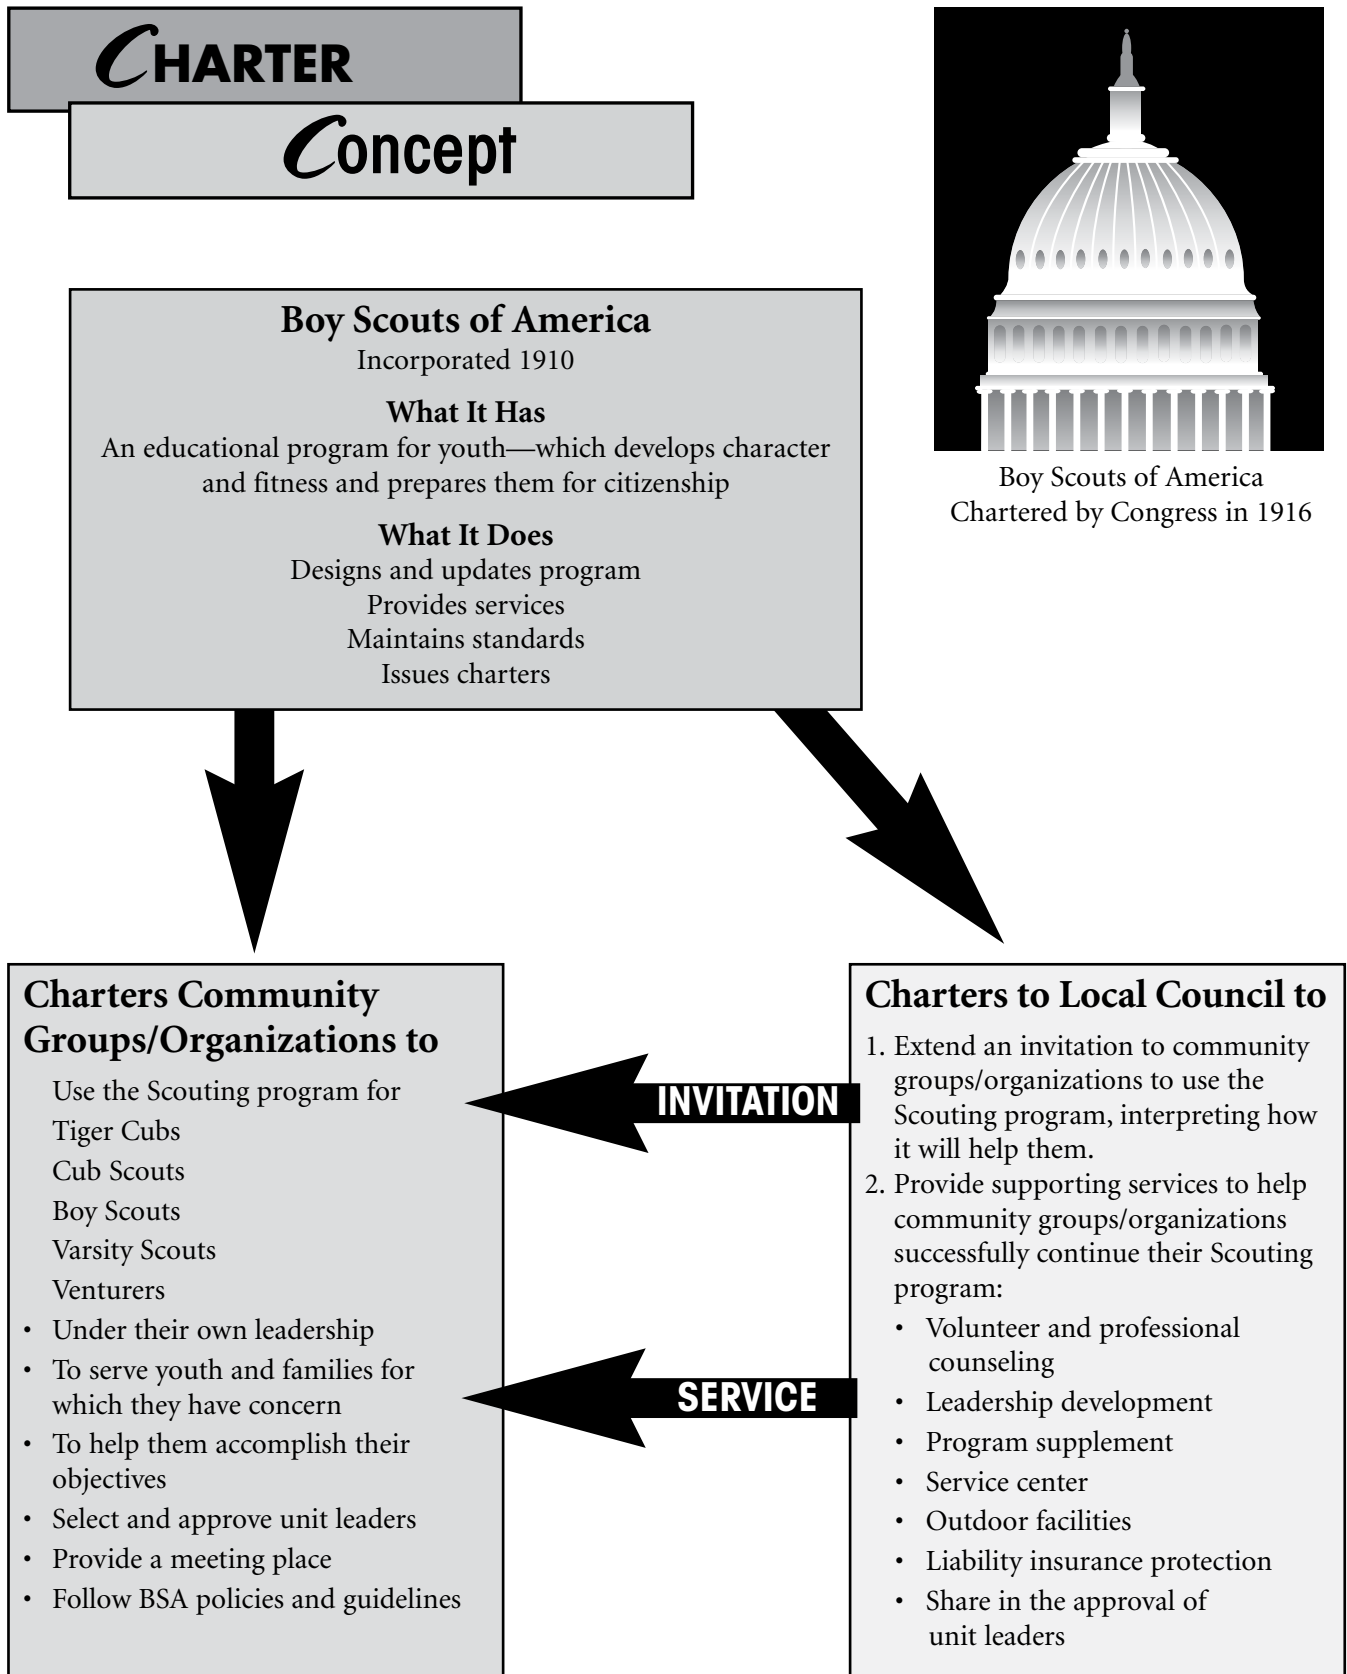 CHARTER
Concept
Boy Scouts of America
Incorporated 1910
What It Has
An educational program for youth—which develops character
and fitness and prepares them for citizenship
What It Does
Designs and updates program
Provides services
Maintains standards
Issues charters
Boy Scouts of America
Chartered by Congress in 1916
Charters Community
Groups/Organizations to
Use the Scouting program for
Tiger Cubs
Cub Scouts
Boy Scouts
Varsity Scouts
Venturers
• Under their own leadership
• To serve youth and families for
which they have concern
• To help them accomplish their
objectives
• Select and approve unit leaders
• Provide a meeting place
• Follow BSA policies and guidelines
INVITATION
SERVICE
Charters to Local Council to
1. Extend an invitation to community
groups/organizations to use the
Scouting program, interpreting how
it will help them.
2. Provide supporting services to help
community groups/organizations
successfully continue their Scouting
program:
• Volunteer and professional
counseling
• Leadership development
• Program supplement
• Service center
• Outdoor facilities
• Liability insurance protection
• Share in the approval of
unit leaders